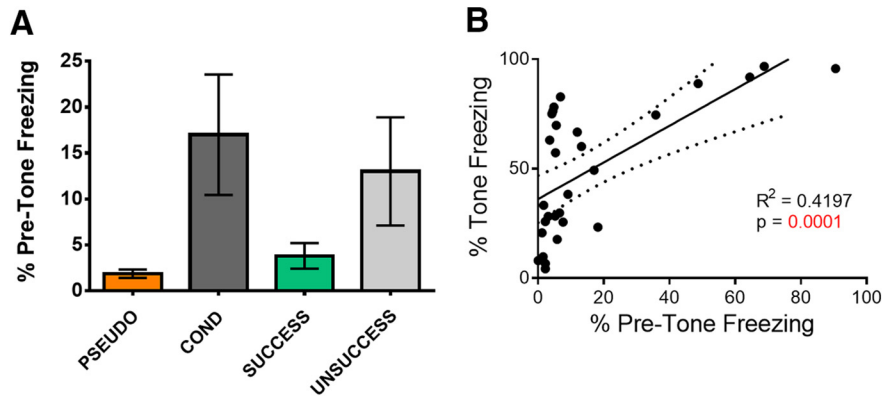 A
% Pre-Tone Freezing
25
20
15
10
5
0
PSEUDO
COND
SUCCESS
UNSUCCESS
B
% Tone Freezing
100
50
0
R² = 0.4197
p = 0.0001
0 20 40 60 80 100
% Pre-Tone Freezing